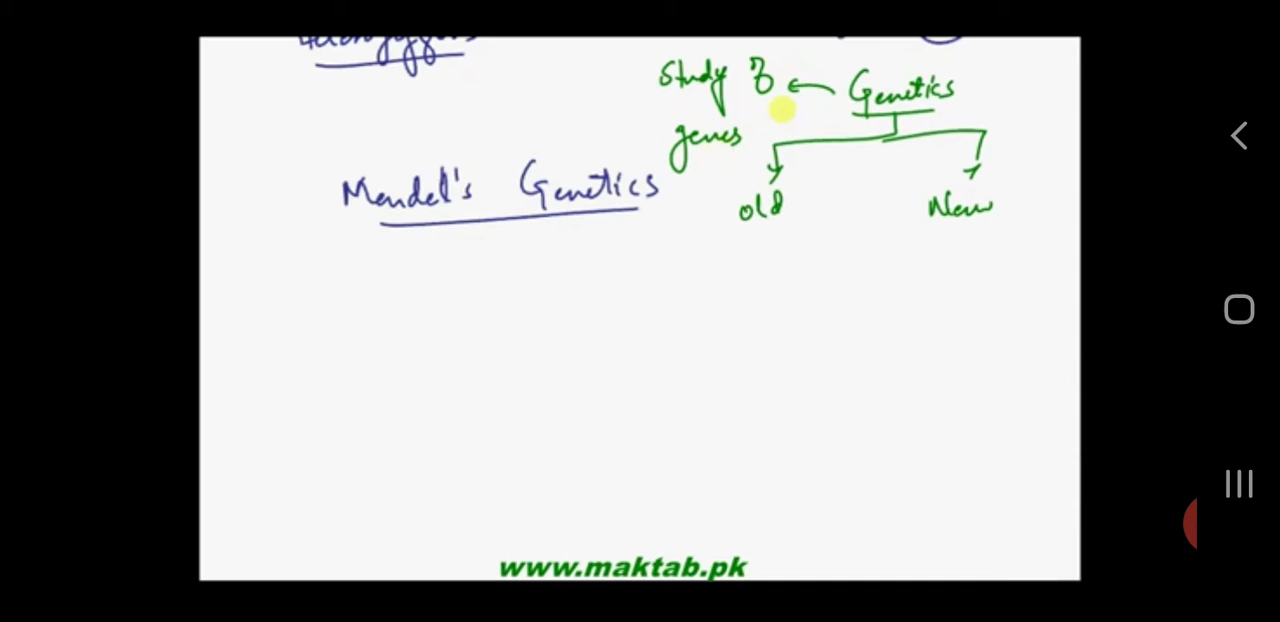 Study of ← Genetics
genes
Mendel's Genetics
old New
www.maktab.pk